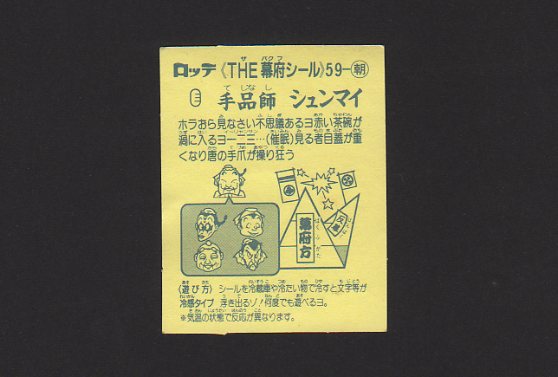 ロッテ《THE幕府シール》59-朝
手品師 シュンマイ
ホラおら見なさい不思議あるヨ赤い茶碗が
渦に入るヨー二三…(催眠)見る者目蓋が重
くなり唐の手爪が操り狂う
幕府方
〈遊び方〉シールを冷蔵庫や冷たい物で冷すと文字等が
冷感タイプ 浮き出るゾ!何度でも遊べるヨ。
※気温の状態で反応が異なります。